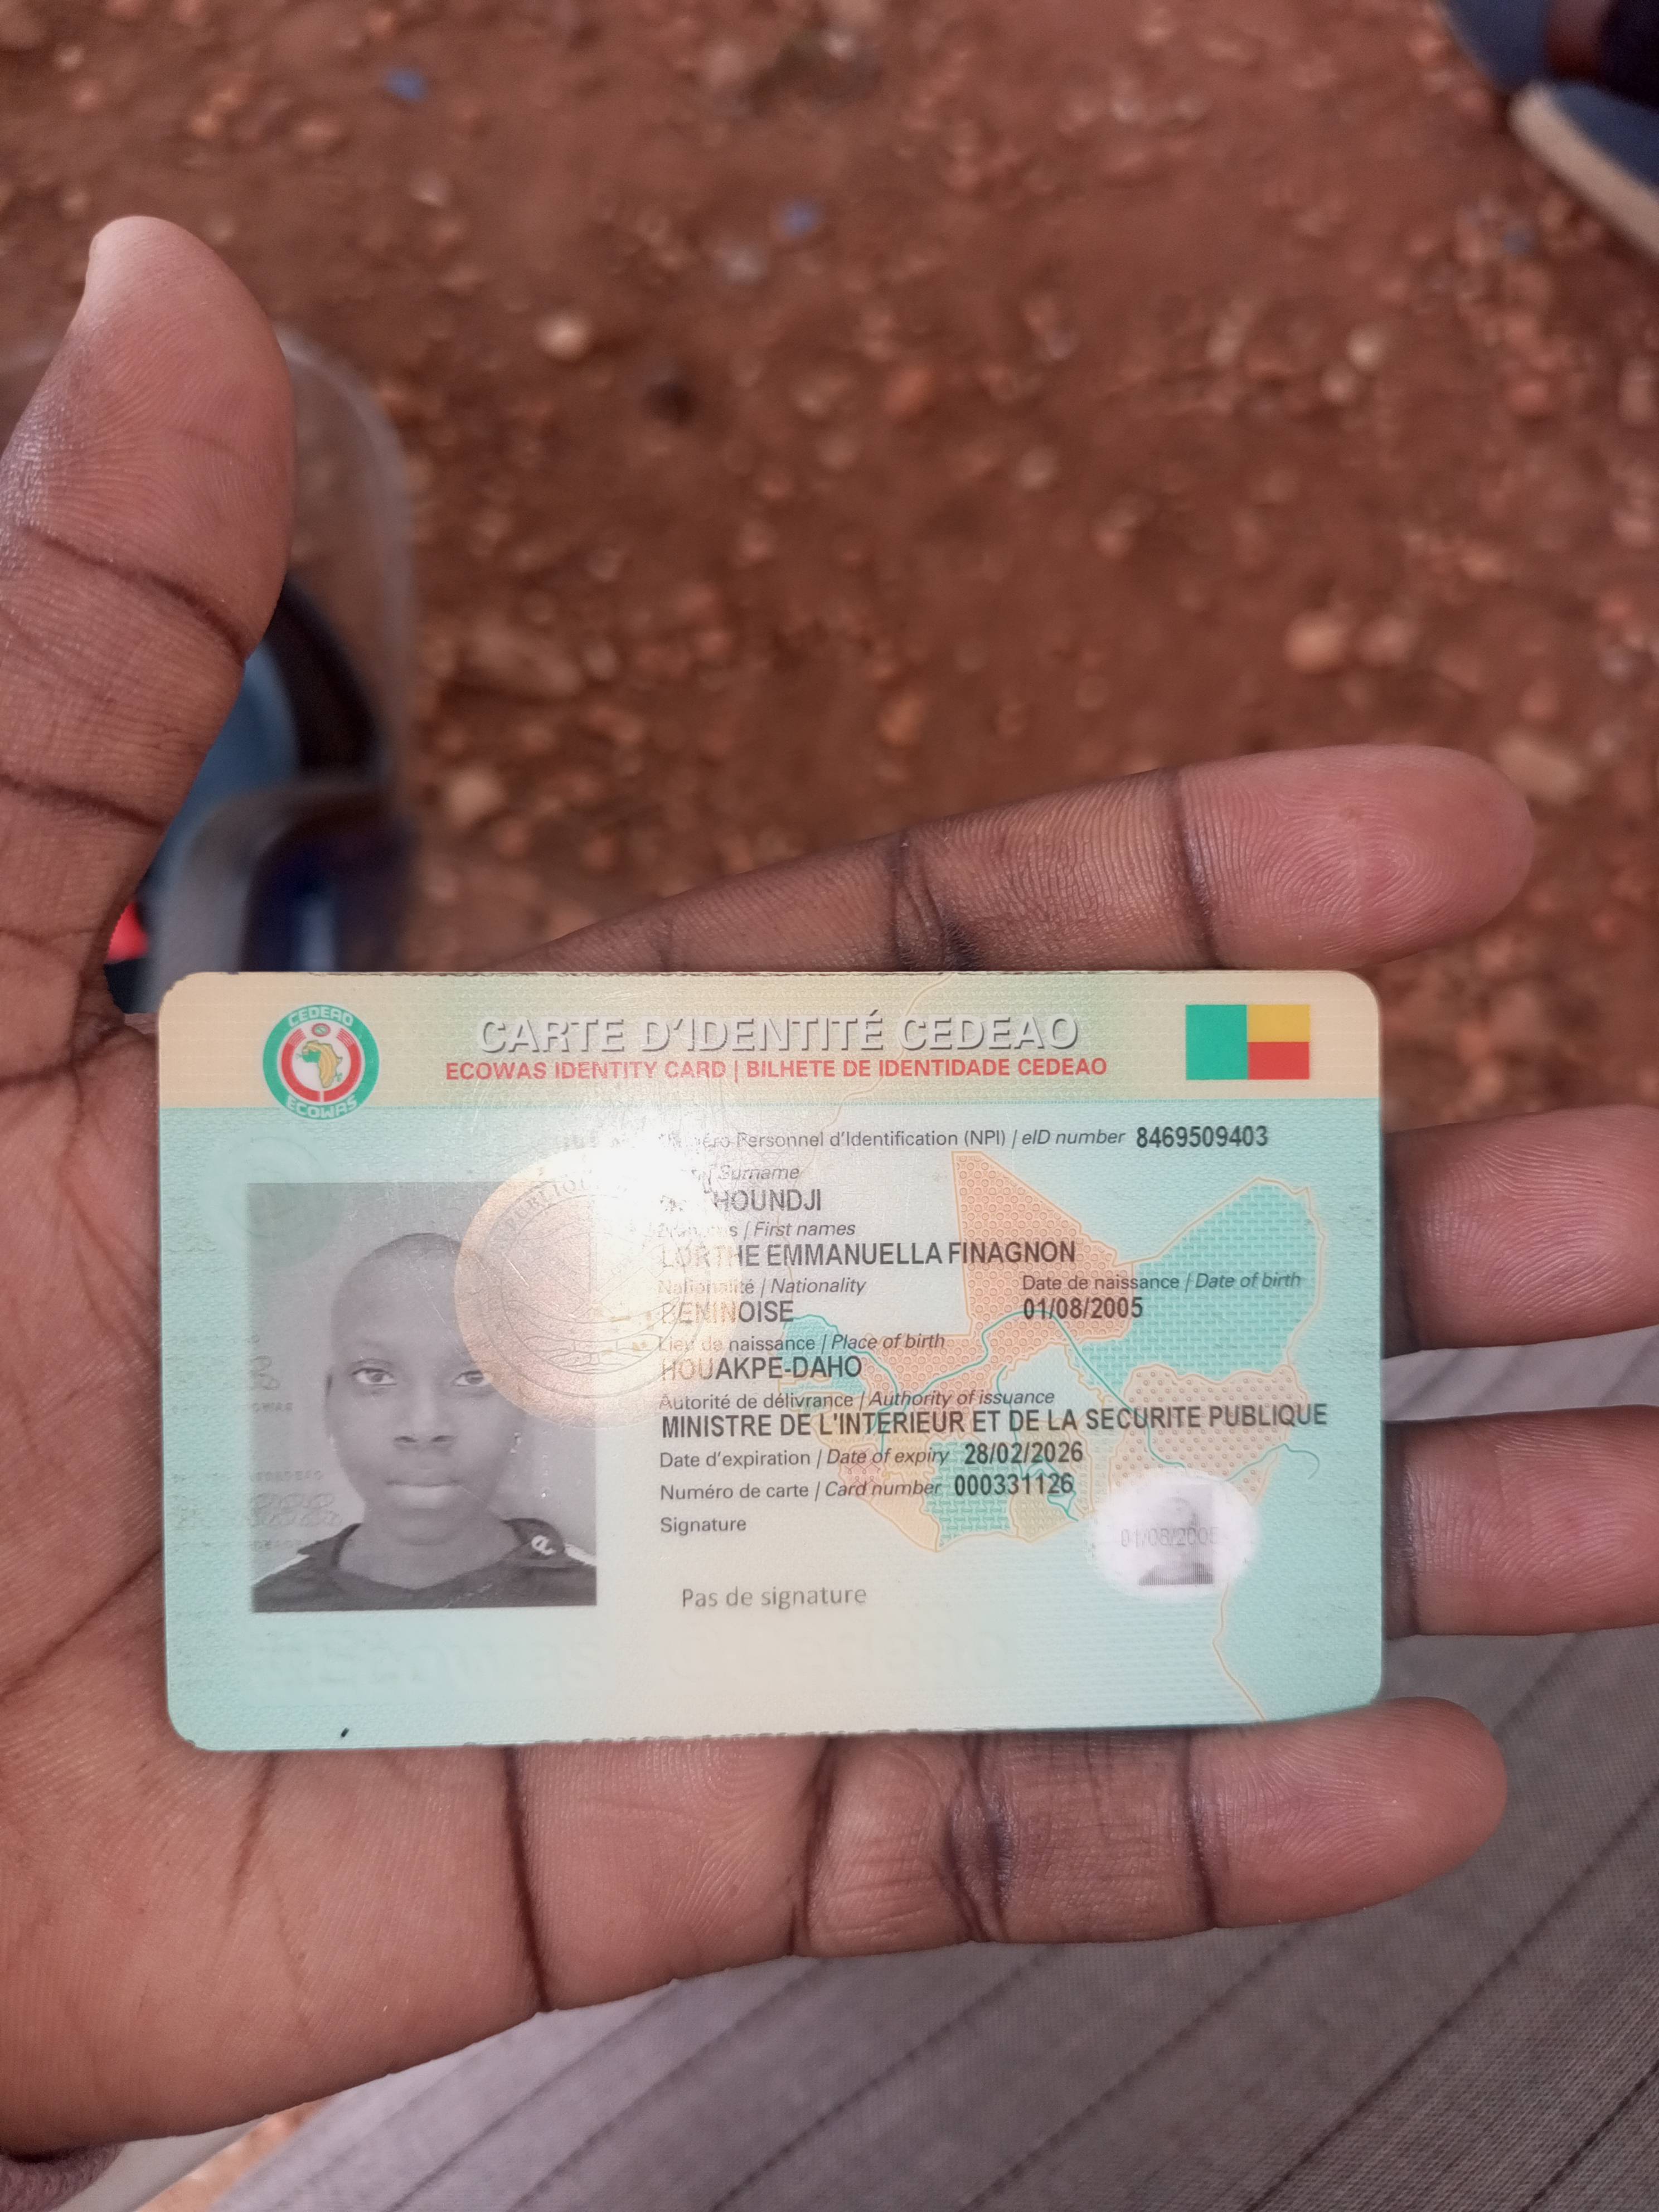 CEDEAO
ECOWAS
CARTE D'IDENTITÉ CEDEAO
ECOWAS IDENTITY CARD | BILHETE DE IDENTIDADE CEDEAO
Personnel d'Identification (NPI) | eID number 8469509403
Surname
HOUNDJI
First names
LORTHE EMMANUELLA FINAGNON
Nationalité | Nationality
Date de naissance | Date of birth
BENINOISE
01/08/2005
Lieu de naissance | Place of birth
HOUAKPE-DAHO
Autorité de délivrance | Authority of issuance
MINISTRE DE L'INTERIEUR ET DE LA SECURITE PUBLIQUE
Date d'expiration | Date of expiry 28/02/2026
Numéro de carte | Card number 000331126
Signature
01/08/2005
Pas de signature